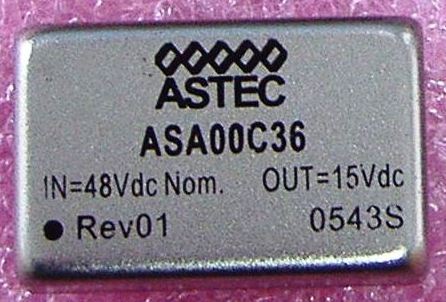 ASTEC
ASA00C36
IN=48Vdc Nom. OUT=15Vdc
Rev01 0543S